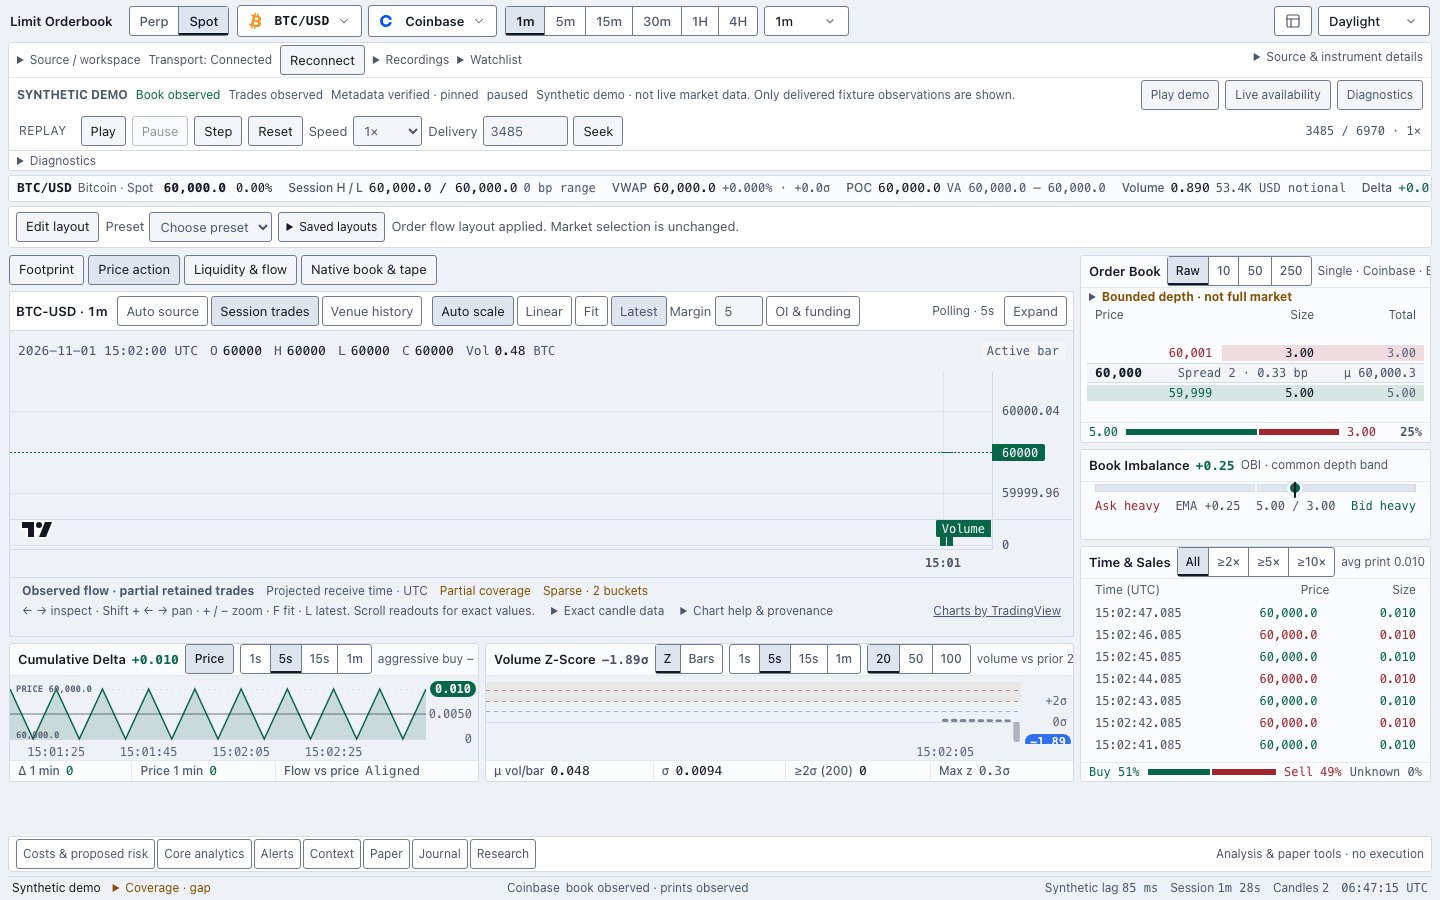 Limit Orderbook Perp Spot BTC/USD Coinbase 1m 5m 15m 30m 1H 4H 1m Daylight
Source / workspace Transport: Connected Reconnect Recordings Watchlist Source & instrument details
SYNTHETIC DEMO Book observed Trades observed Metadata verified · pinned paused Synthetic demo · not live market data. Only delivered fixture observations are shown. Play demo Live availability Diagnostics
REPLAY Play Pause Step Reset Speed 1× Delivery 3485 Seek 3485 / 6970 · 1×
Diagnostics
BTC/USD Bitcoin · Spot 60,000.0 0.00% Session H / L 60,000.0 / 60,000.0 0 bp range VWAP 60,000.0 +0.000% · +0.0σ POC 60,000.0 VA 60,000.0 – 60,000.0 Volume 0.890 53.4K USD notional Delta +0.0
Edit layout Preset Choose preset Saved layouts Order flow layout applied. Market selection is unchanged.
Footprint Price action Liquidity & flow Native book & tape
BTC-USD · 1m Auto source Session trades Venue history Auto scale Linear Fit Latest Margin 5 OI & funding Polling · 5s Expand
2026-11-01 15:02:00 UTC O 60000 H 60000 L 60000 C 60000 Vol 0.48 BTC Active bar
60000.04
60000
59999.96
Volume
0
15:01
Observed flow · partial retained trades Projected receive time · UTC Partial coverage Sparse · 2 buckets
← → inspect · Shift + ← → pan · + / − zoom · F fit · L latest. Scroll readouts for exact values. Exact candle data Chart help & provenance Charts by TradingView
Cumulative Delta +0.010 Price 1s 5s 15s 1m aggressive buy –
PRICE 60,000.0 0.010
0.0050
60,000.0 0
15:01:25 15:01:45 15:02:05 15:02:25
Δ 1 min 0 Price 1 min 0 Flow vs price Aligned
Volume Z-Score −1.89σ Z Bars 1s 5s 15s 1m 20 50 100 volume vs prior 2
+2σ
0σ
−1.89
15:02:05
μ vol/bar 0.048 σ 0.0094 ≥2σ (200) 0 Max z 0.3σ
Order Book Raw 10 50 250 Single · Coinbase · B
Bounded depth · not full market
Price Size Total
60,001 3.00 3.00
60,000 Spread 2 · 0.33 bp μ 60,000.3
59,999 5.00 5.00
5.00 3.00 25%
Book Imbalance +0.25 OBI · common depth band
Ask heavy EMA +0.25 5.00 / 3.00 Bid heavy
Time & Sales All ≥2× ≥5× ≥10× avg print 0.010
Time (UTC) Price Size
15:02:47.085 60,000.0 0.010
15:02:46.085 60,000.0 0.010
15:02:45.085 60,000.0 0.010
15:02:44.085 60,000.0 0.010
15:02:43.085 60,000.0 0.010
15:02:42.085 60,000.0 0.010
15:02:41.085 60,000.0 0.010
Buy 51% Sell 49% Unknown 0%
Costs & proposed risk Core analytics Alerts Context Paper Journal Research Analysis & paper tools · no execution
Synthetic demo Coverage · gap Coinbase book observed · prints observed Synthetic lag 85 ms Session 1m 28s Candles 2 06:47:15 UTC